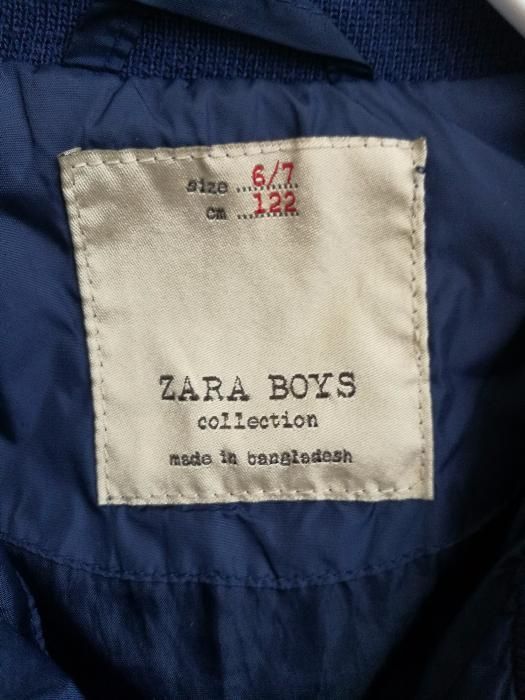 size ....6/7
cm ....122
ZARA BOYS
collection
made in bangladesh